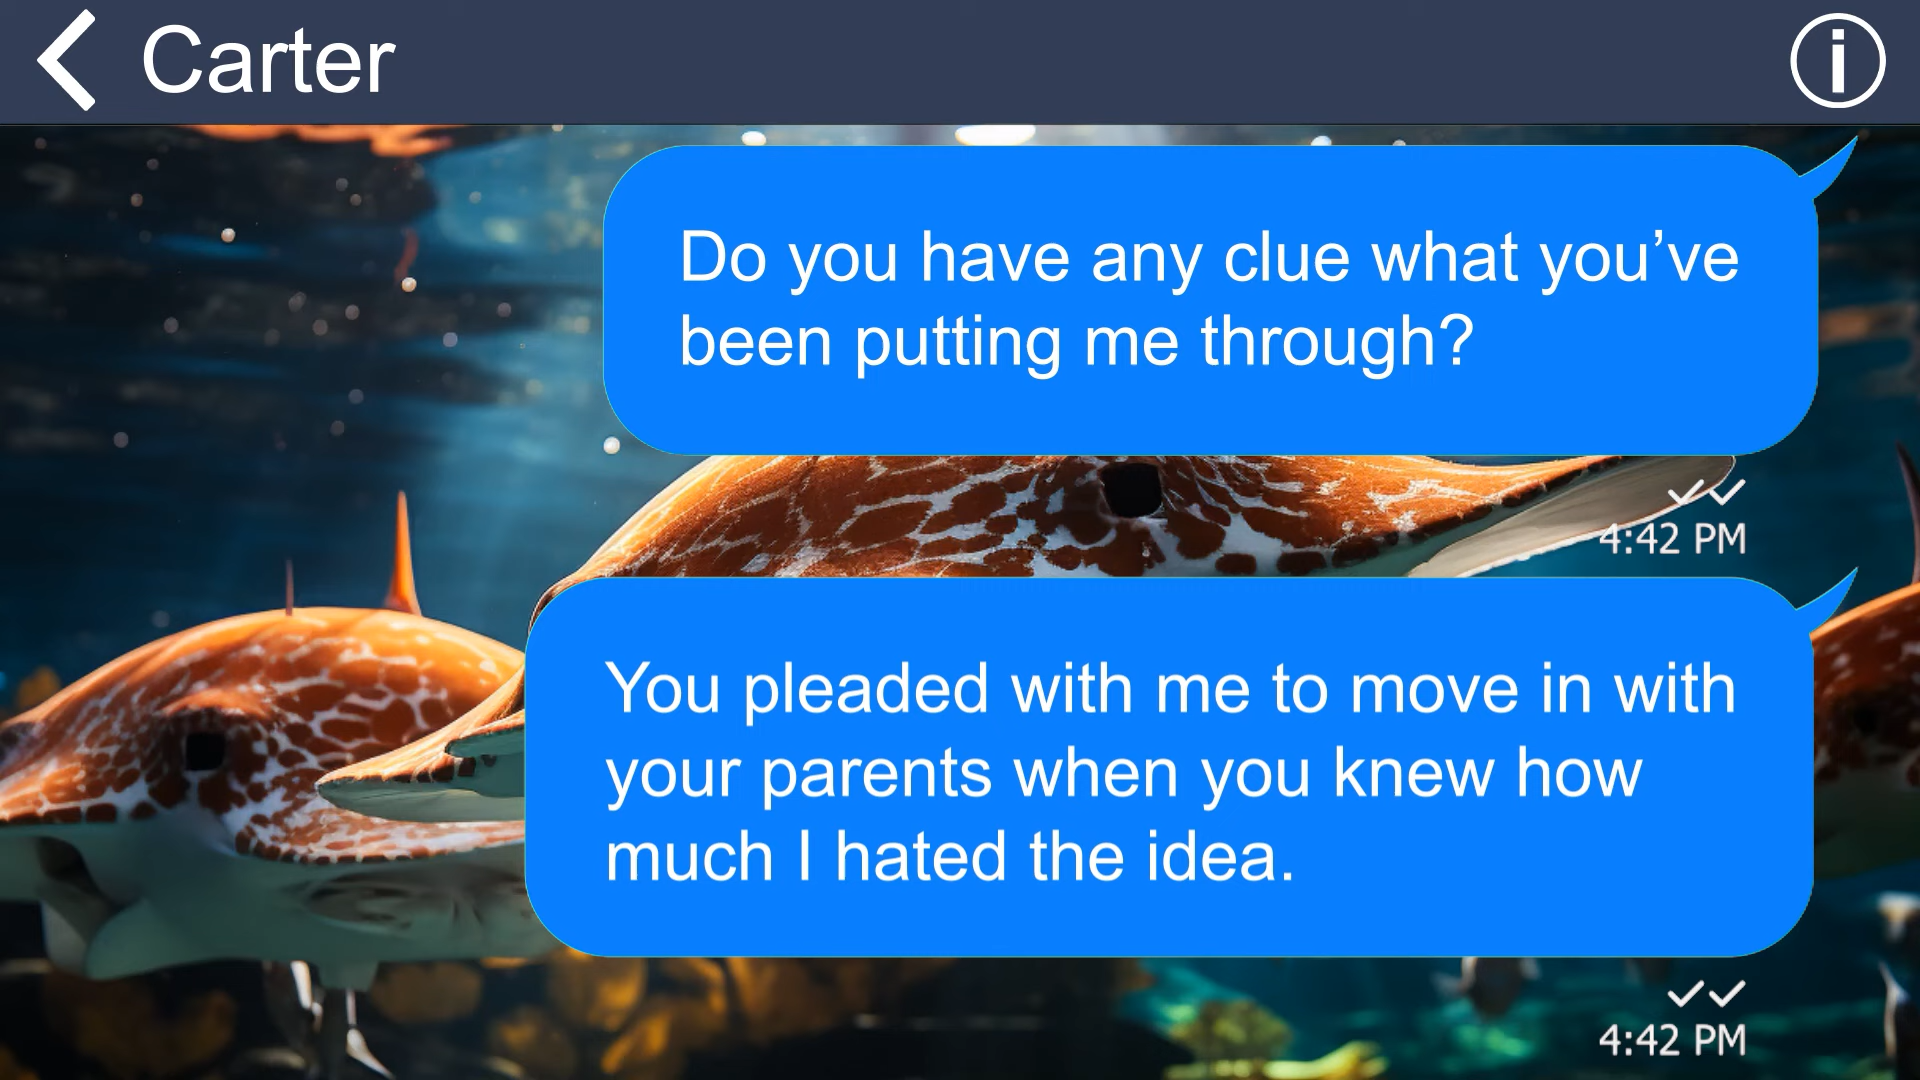 Carter
Do you have any clue what you’ve
been putting me through?
4:42 PM
You pleaded with me to move in with
your parents when you knew how
much I hated the idea.
4:42 PM